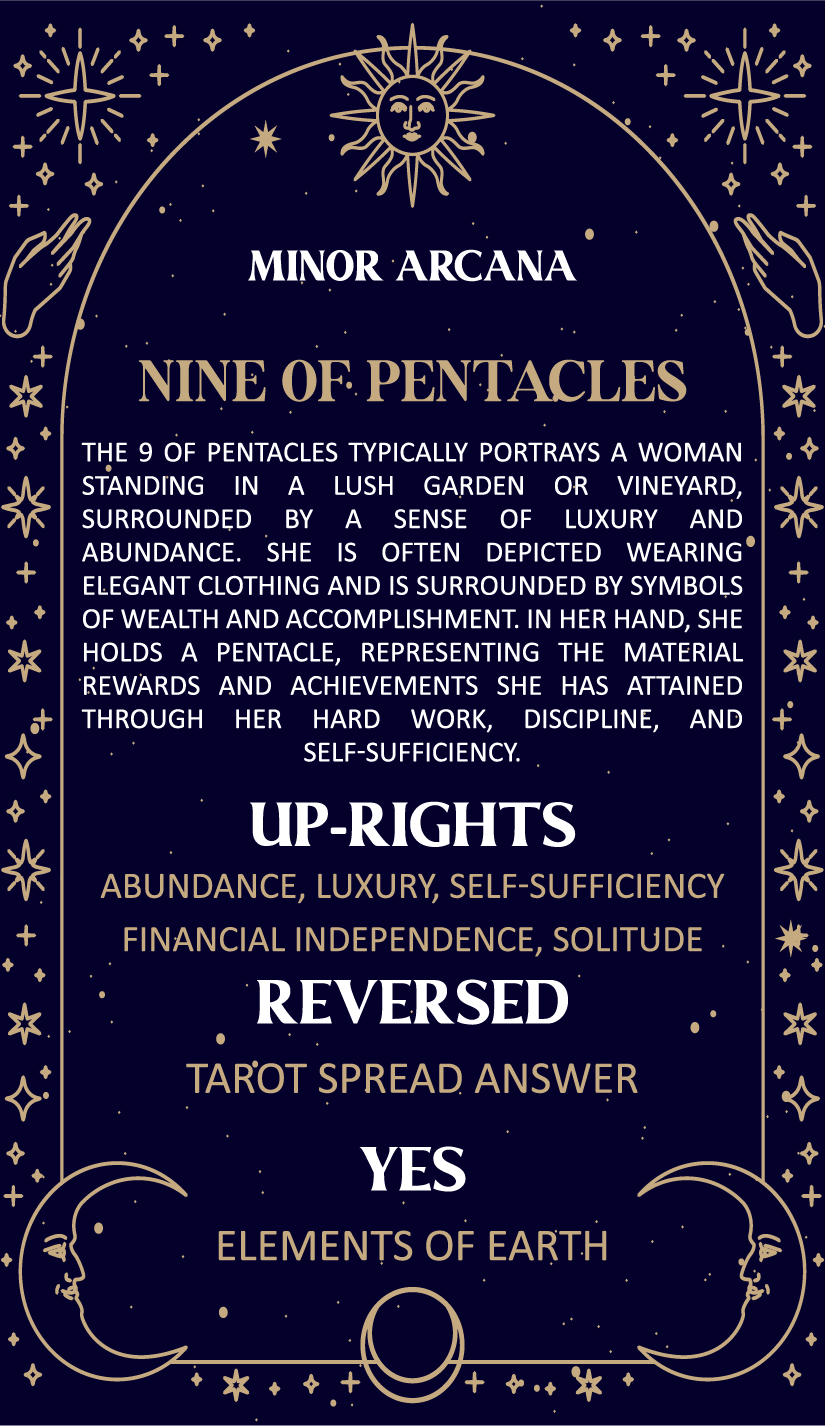 MINOR ARCANA
NINE OF PENTACLES
THE 9 OF PENTACLES TYPICALLY PORTRAYS A WOMAN
STANDING IN A LUSH GARDEN OR VINEYARD,
SURROUNDED BY A SENSE OF LUXURY AND
ABUNDANCE. SHE IS OFTEN DEPICTED WEARING
ELEGANT CLOTHING AND IS SURROUNDED BY SYMBOLS
OF WEALTH AND ACCOMPLISHMENT. IN HER HAND, SHE
HOLDS A PENTACLE, REPRESENTING THE MATERIAL
REWARDS AND ACHIEVEMENTS SHE HAS ATTAINED
THROUGH HER HARD WORK, DISCIPLINE, AND
SELF-SUFFICIENCY.
UP-RIGHTS
ABUNDANCE, LUXURY, SELF-SUFFICIENCY
FINANCIAL INDEPENDENCE, SOLITUDE
REVERSED
TAROT SPREAD ANSWER
YES
ELEMENTS OF EARTH